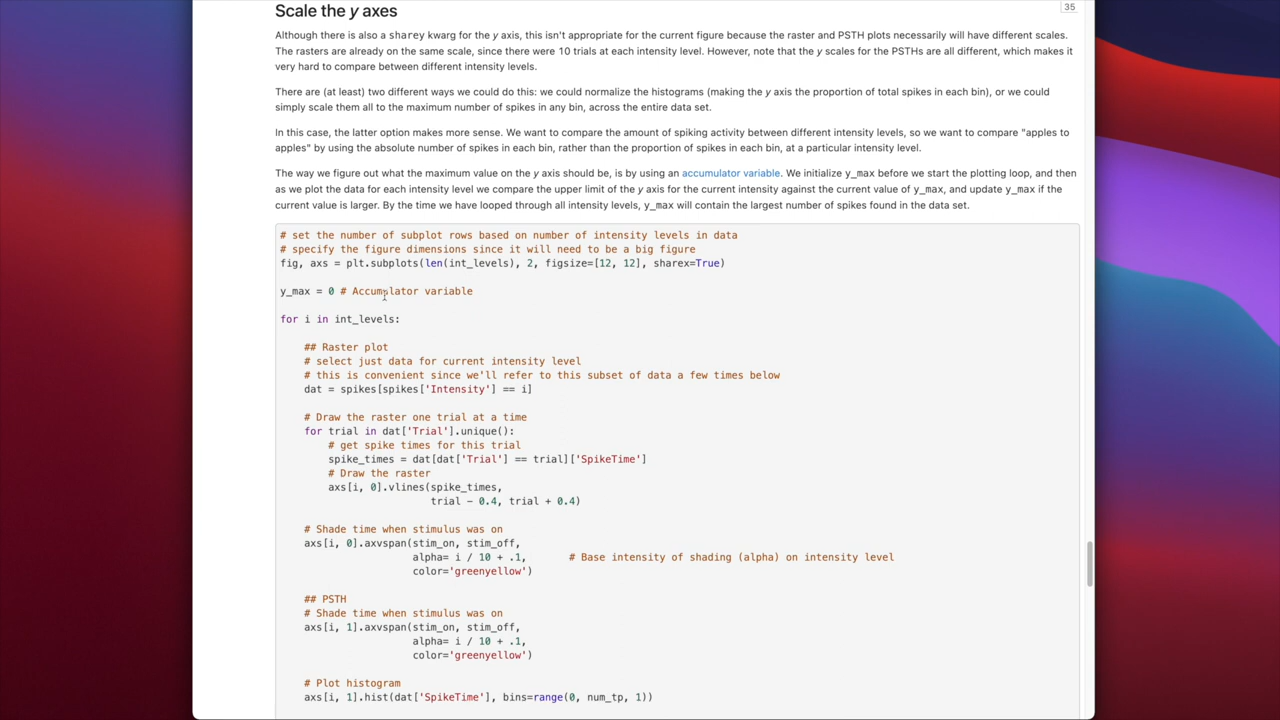 Scale the y axes
35
Although there is also a sharey kwarg for the y axis, this isn't appropriate for the current figure because the raster and PSTH plots necessarily will have different scales.
The rasters are already on the same scale, since there were 10 trials at each intensity level. However, note that the y scales for the PSTHs are all different, which makes it
very hard to compare between different intensity levels.
There are (at least) two different ways we could do this: we could normalize the histograms (making the y axis the proportion of total spikes in each bin), or we could
simply scale them all to the maximum number of spikes in any bin, across the entire data set.
In this case, the latter option makes more sense. We want to compare the amount of spiking activity between different intensity levels, so we want to compare "apples to
apples" by using the absolute number of spikes in each bin, rather than the proportion of spikes in each bin, at a particular intensity level.
The way we figure out what the maximum value on the y axis should be, is by using an accumulator variable. We initialize y_max before we start the plotting loop, and then
as we plot the data for each intensity level we compare the upper limit of the y axis for the current intensity against the current value of y_max, and update y_max if the
current value is larger. By the time we have looped through all intensity levels, y_max will contain the largest number of spikes found in the data set.
# set the number of subplot rows based on number of intensity levels in data
# specify the figure dimensions since it will need to be a big figure
fig, axs = plt.subplots(len(int_levels), 2, figsize=[12, 12], sharex=True)
y_max = 0 # Accumulator variable
for i in int_levels:
## Raster plot
# select just data for current intensity level
# this is convenient since we'll refer to this subset of data a few times below
dat = spikes[spikes['Intensity'] == i]
# Draw the raster one trial at a time
for trial in dat['Trial'].unique():
# get spike times for this trial
spike_times = dat[dat['Trial'] == trial]['SpikeTime']
# Draw the raster
axs[i, 0].vlines(spike_times,
trial - 0.4, trial + 0.4)
# Shade time when stimulus was on
axs[i, 0].axvspan(stim_on, stim_off,
alpha= i / 10 + .1, # Base intensity of shading (alpha) on intensity level
color='greenyellow')
## PSTH
# Shade time when stimulus was on
axs[i, 1].axvspan(stim_on, stim_off,
alpha= i / 10 + .1,
color='greenyellow')
# Plot histogram
axs[i, 1].hist(dat['SpikeTime'], bins=range(0, num_tp, 1))